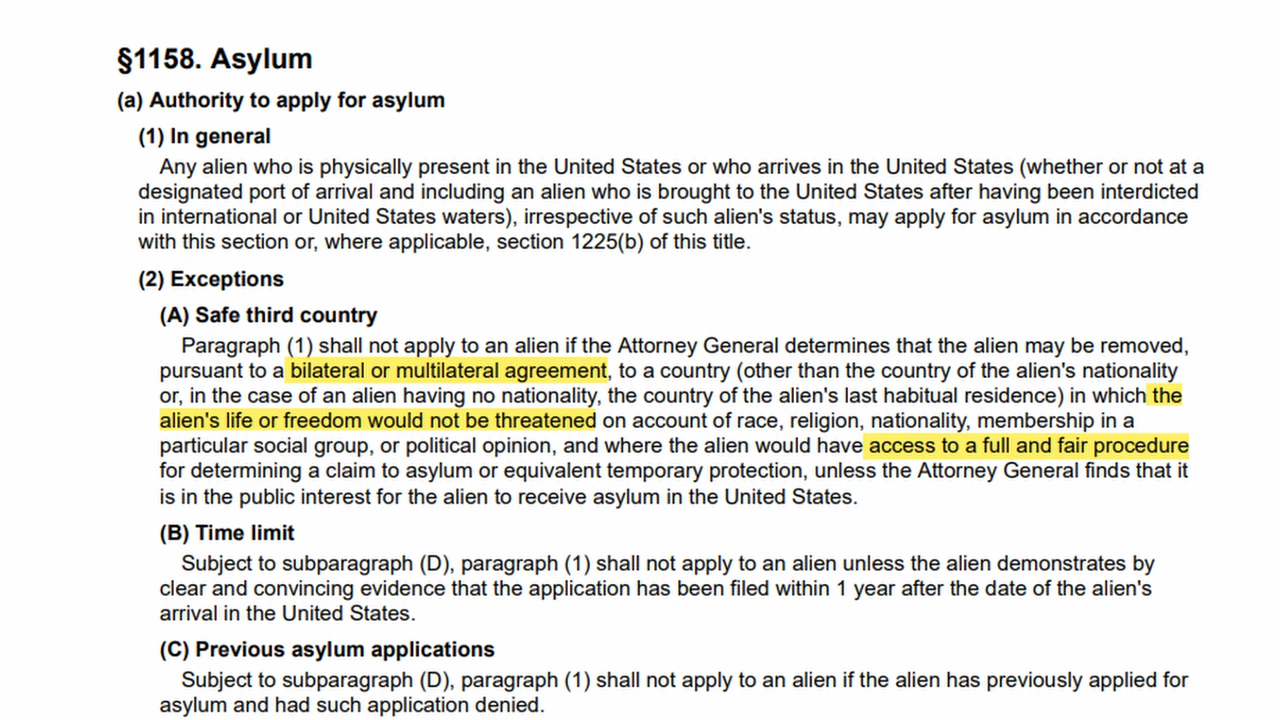 §1158. Asylum
(a) Authority to apply for asylum
(1) In general
Any alien who is physically present in the United States or who arrives in the United States (whether or not at a
designated port of arrival and including an alien who is brought to the United States after having been interdicted
in international or United States waters), irrespective of such alien's status, may apply for asylum in accordance
with this section or, where applicable, section 1225(b) of this title.
(2) Exceptions
(A) Safe third country
Paragraph (1) shall not apply to an alien if the Attorney General determines that the alien may be removed,
pursuant to a bilateral or multilateral agreement, to a country (other than the country of the alien's nationality
or, in the case of an alien having no nationality, the country of the alien's last habitual residence) in which the
alien's life or freedom would not be threatened on account of race, religion, nationality, membership in a
particular social group, or political opinion, and where the alien would have access to a full and fair procedure
for determining a claim to asylum or equivalent temporary protection, unless the Attorney General finds that it
is in the public interest for the alien to receive asylum in the United States.
(B) Time limit
Subject to subparagraph (D), paragraph (1) shall not apply to an alien unless the alien demonstrates by
clear and convincing evidence that the application has been filed within 1 year after the date of the alien's
arrival in the United States.
(C) Previous asylum applications
Subject to subparagraph (D), paragraph (1) shall not apply to an alien if the alien has previously applied for
asylum and had such application denied.